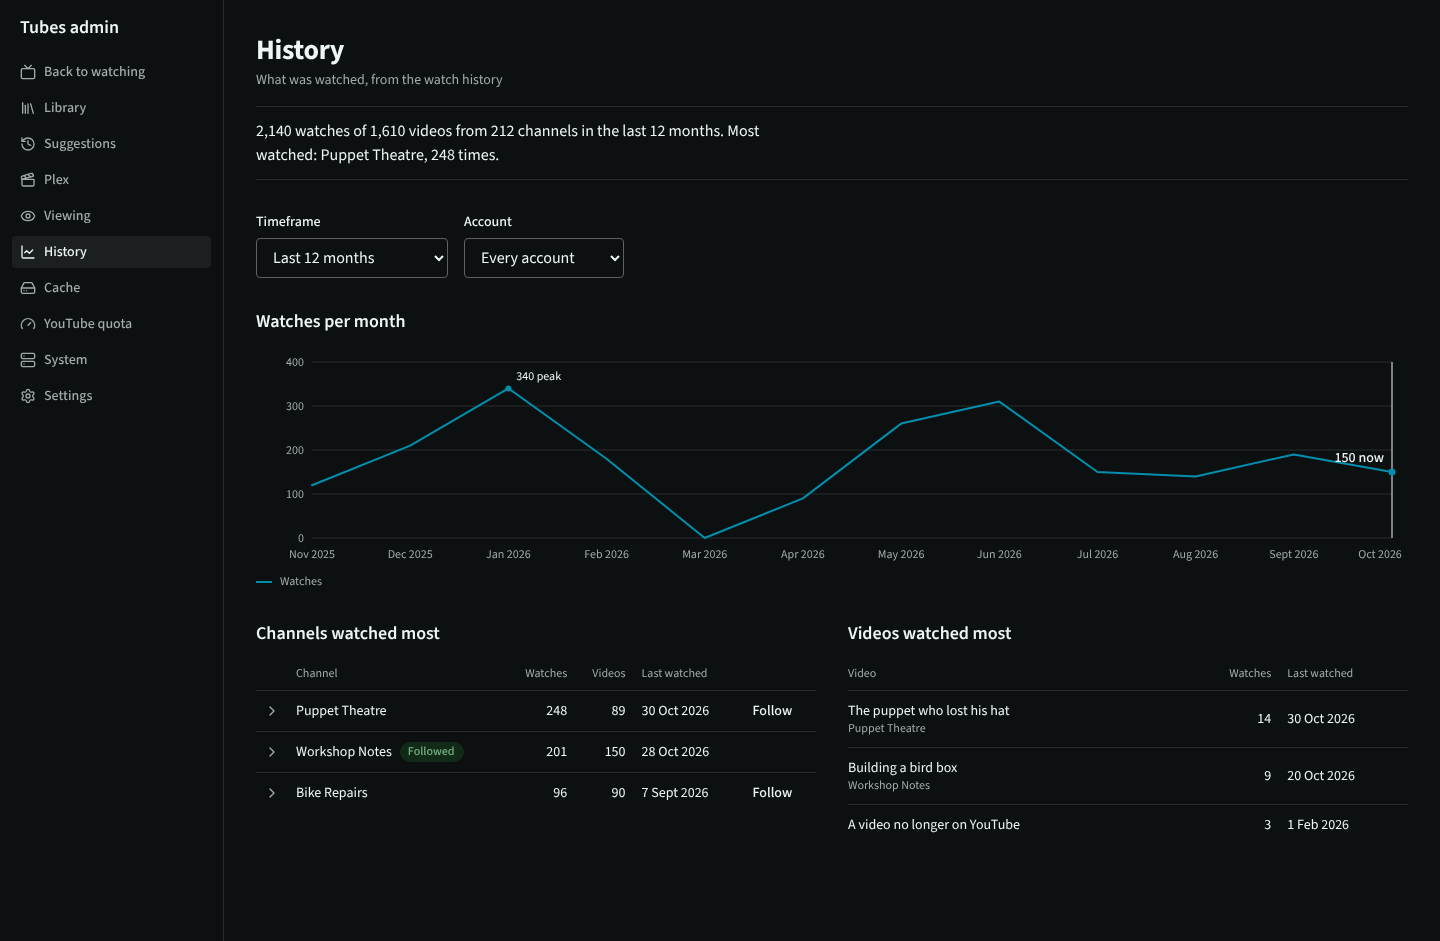 Tubes admin
Back to watching
Library
Suggestions
Plex
Viewing
History
Cache
YouTube quota
System
Settings
History
What was watched, from the watch history
2,140 watches of 1,610 videos from 212 channels in the last 12 months. Most
watched: Puppet Theatre, 248 times.
Timeframe Account
Last 12 months Every account
Watches per month
400
340 peak
300
200
150 now
100
0
Nov 2025 Dec 2025 Jan 2026 Feb 2026 Mar 2026 Apr 2026 May 2026 Jun 2026 Jul 2026 Aug 2026 Sept 2026 Oct 2026
Watches
Channels watched most
Channel Watches Videos Last watched
Puppet Theatre 248 89 30 Oct 2026 Follow
Workshop Notes Followed 201 150 28 Oct 2026
Bike Repairs 96 90 7 Sept 2026 Follow
Videos watched most
Video Watches Last watched
The puppet who lost his hat 14 30 Oct 2026
Puppet Theatre
Building a bird box 9 20 Oct 2026
Workshop Notes
A video no longer on YouTube 3 1 Feb 2026